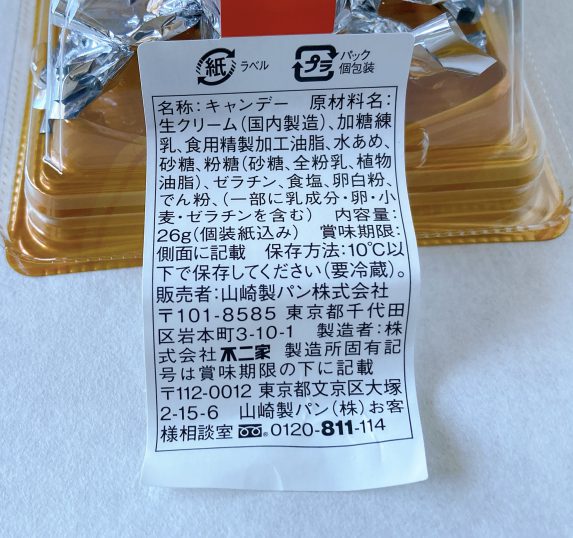 紙 ラベル プラ パック
個包装
名称:キャンデー 原材料名:
生クリーム(国内製造)、加糖練
乳、食用精製加工油脂、水あめ、
砂糖、粉糖(砂糖、全粉乳、植物
油脂)、ゼラチン、食塩、卵白粉、
でん粉、(一部に乳成分・卵・小
麦・ゼラチンを含む) 内容量:
26g(個装紙込み) 賞味期限:
側面に記載 保存方法:10℃以
下で保存してください(要冷蔵)。
販売者:山崎製パン株式会社
〒101-8585 東京都千代田
区岩本町3-10-1 製造者:株
式会社不二家 製造所固有記
号は賞味期限の下に記載
〒112-0012 東京都文京区大塚
2-15-6 山崎製パン(株)お客
様相談室 0120-811-114